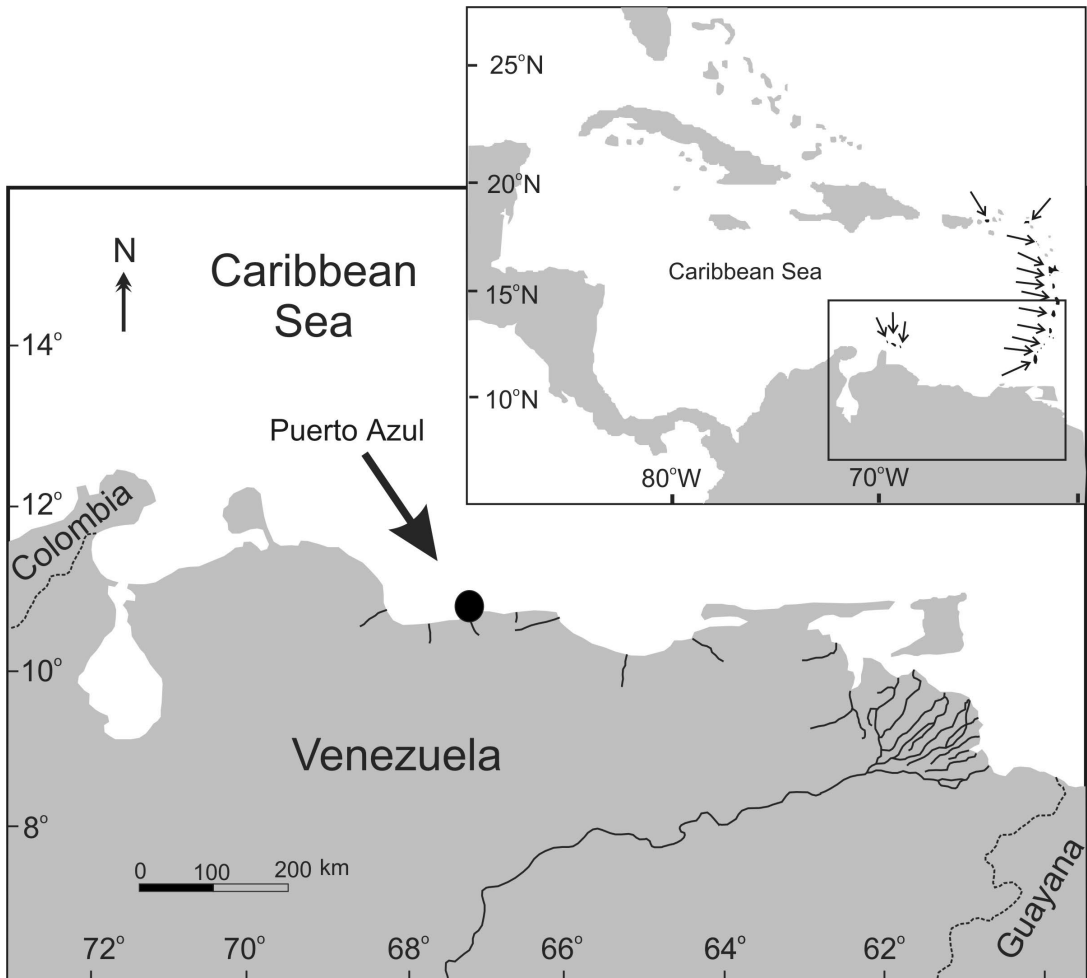 25°N
20°N
15°N
10°N
Caribbean Sea
80°W
70°W
N
Caribbean
Sea
14°
Puerto Azul
12°
Colombia
10°
Venezuela
8°
0 100 200 km
Guayana
72° 70° 68° 66° 64° 62°